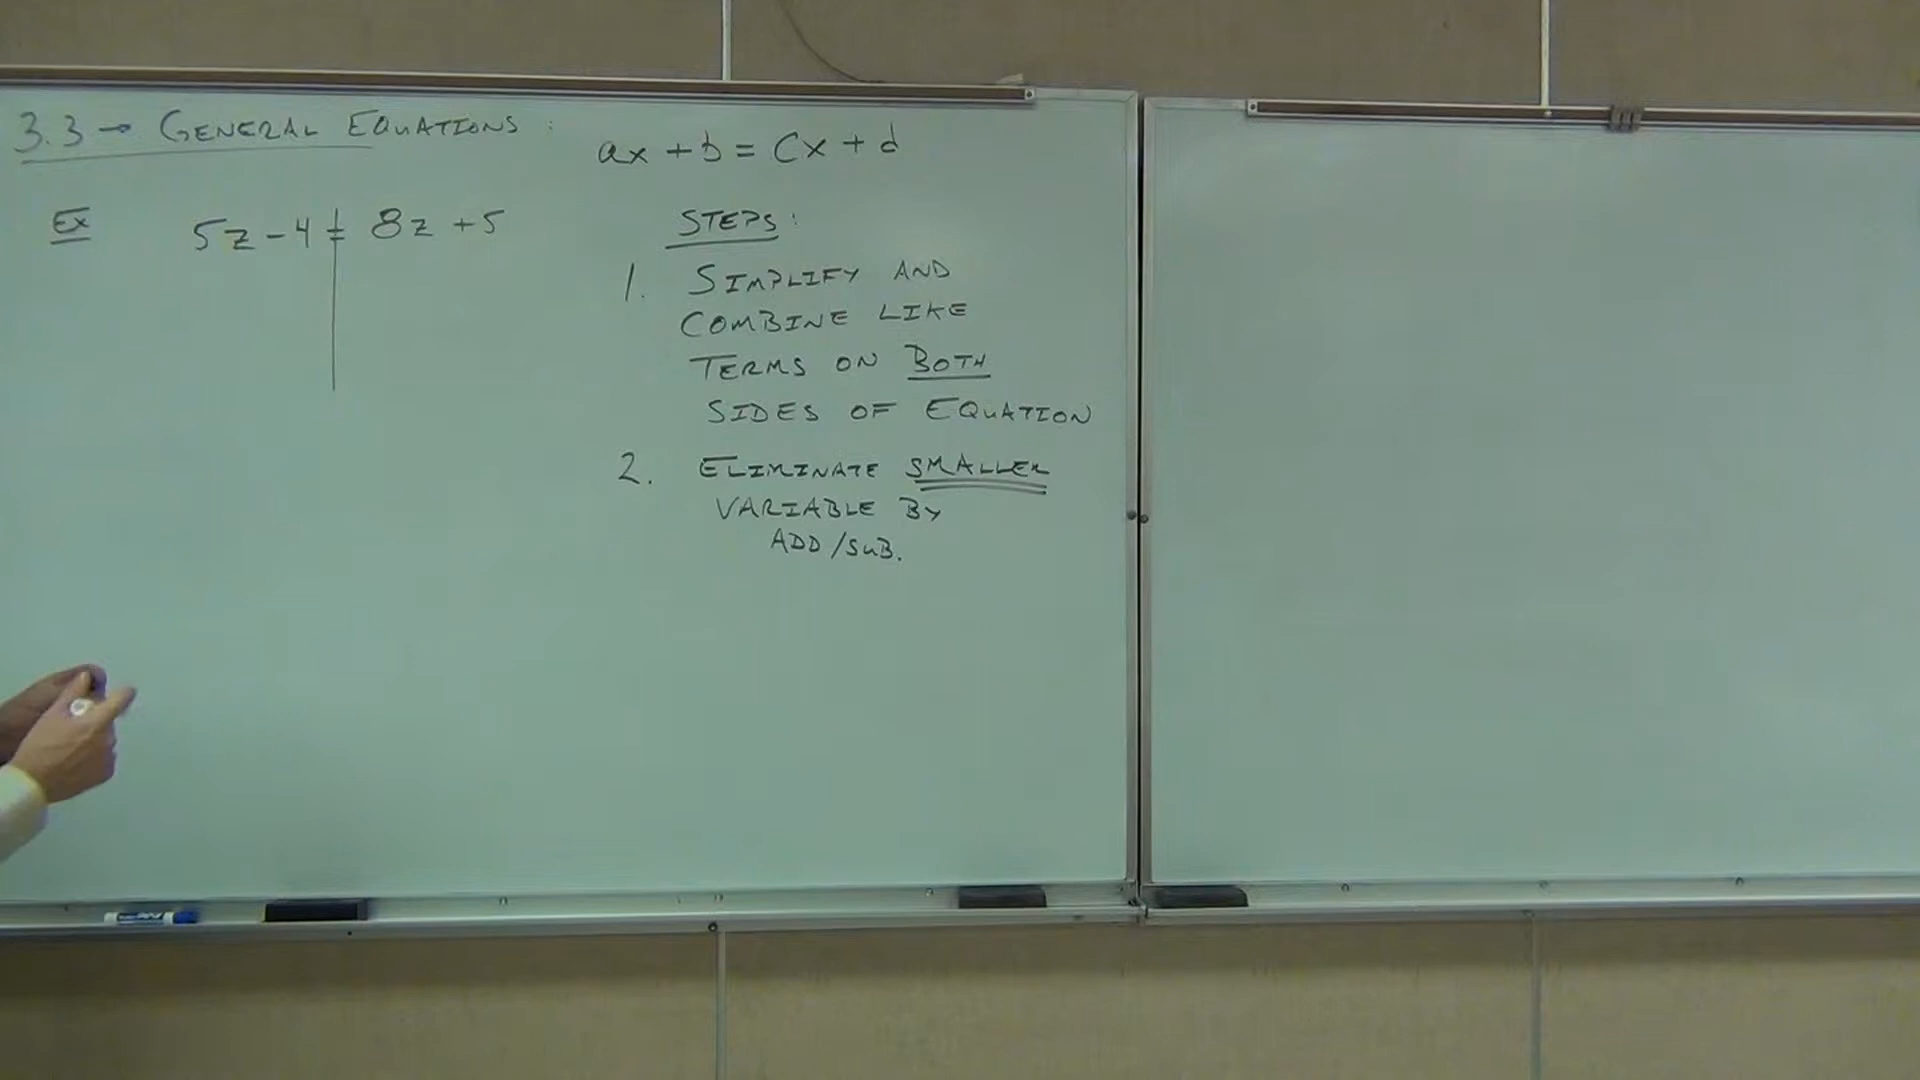 3.3 → GENERAL EQUATIONS :
ax + b = cx + d
Ex 5z - 4 = 8z + 5
STEPS:
1. SIMPLIFY AND
COMBINE LIKE
TERMS ON BOTH
SIDES OF EQUATION
2. ELIMINATE SMALLER
VARIABLE BY
ADD/SUB.